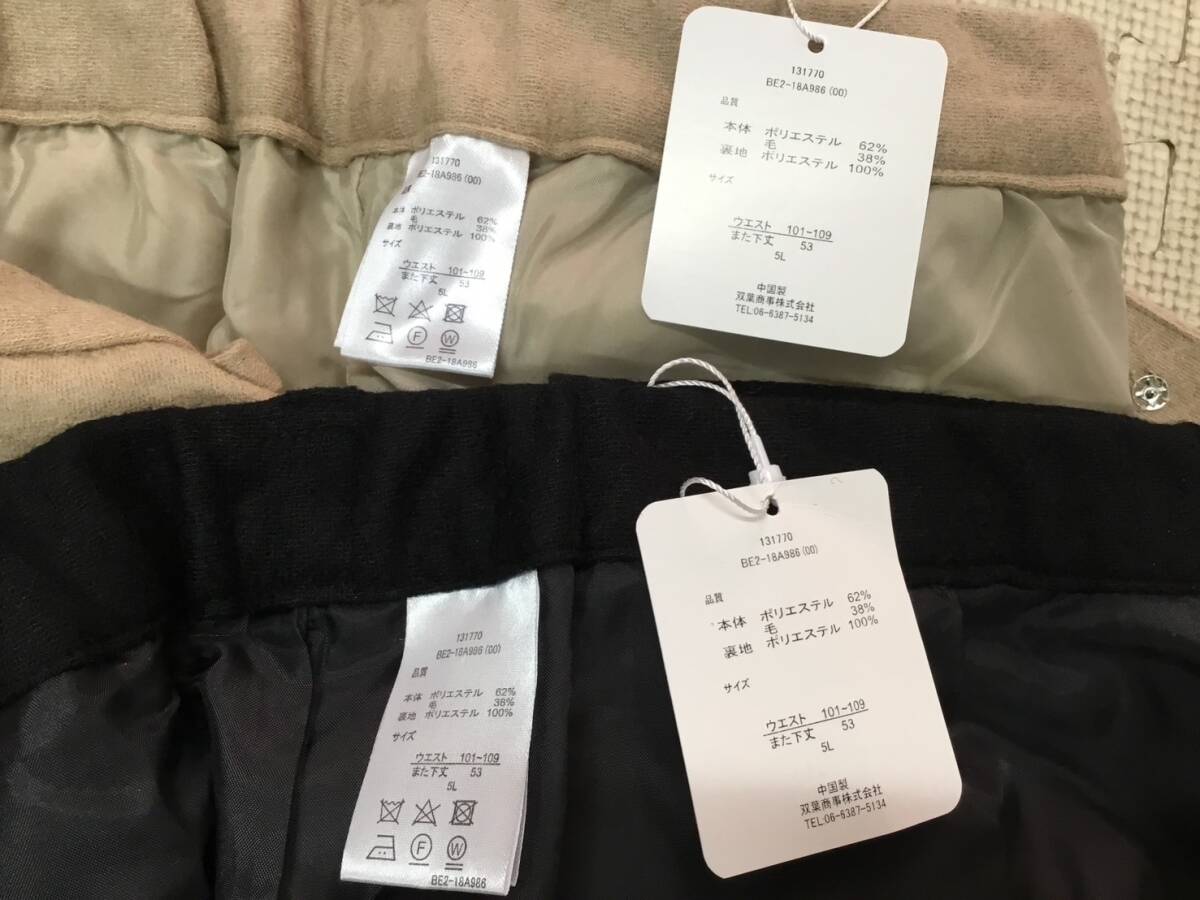 131770
BE2-18A986(00)
品質
本体 ポリエステル 62%
毛 38%
裏地 ポリエステル 100%
サイズ
ウエスト 101~109
また下丈 53
5L
中国製
双葉商事株式会社
TEL:06-6387-5134
131770
BE2-18A986(00)
本体 ポリエステル 62%
毛 38%
裏地 ポリエステル 100%
サイズ
ウエスト 101~109
また下丈 53
5L
F
W
BE2-18A986
131770
BE2-18A986(00)
品質
本体 ポリエステル 62%
毛 38%
裏地 ポリエステル 100%
サイズ
ウエスト 101~109
また下丈 53
5L
中国製
双葉商事株式会社
TEL:06-6387-5134
131770
BE2-18A986(00)
品質
本体 ポリエステル 62%
毛 38%
裏地 ポリエステル 100%
サイズ
ウエスト 101~109
また下丈 53
5L
F
W
BE2-18A986